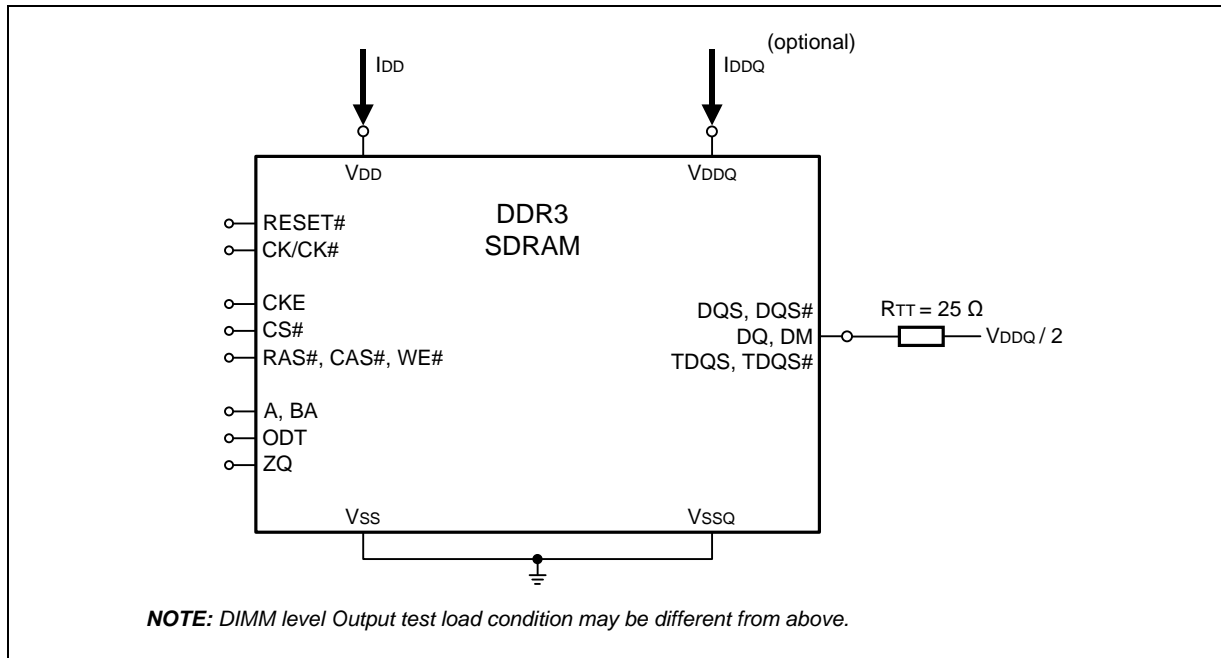 (optional)
IDD
IDDQ
VDD
VDDQ
DDR3
SDRAM
RESET#
CK/CK#
CKE
CS#
RAS#, CAS#, WE#
A, BA
ODT
ZQ
DQS, DQS#
DQ, DM
TDQS, TDQS#
RTT = 25 Ω
VDDQ / 2
VSS
VSSQ
NOTE: DIMM level Output test load condition may be different from above.